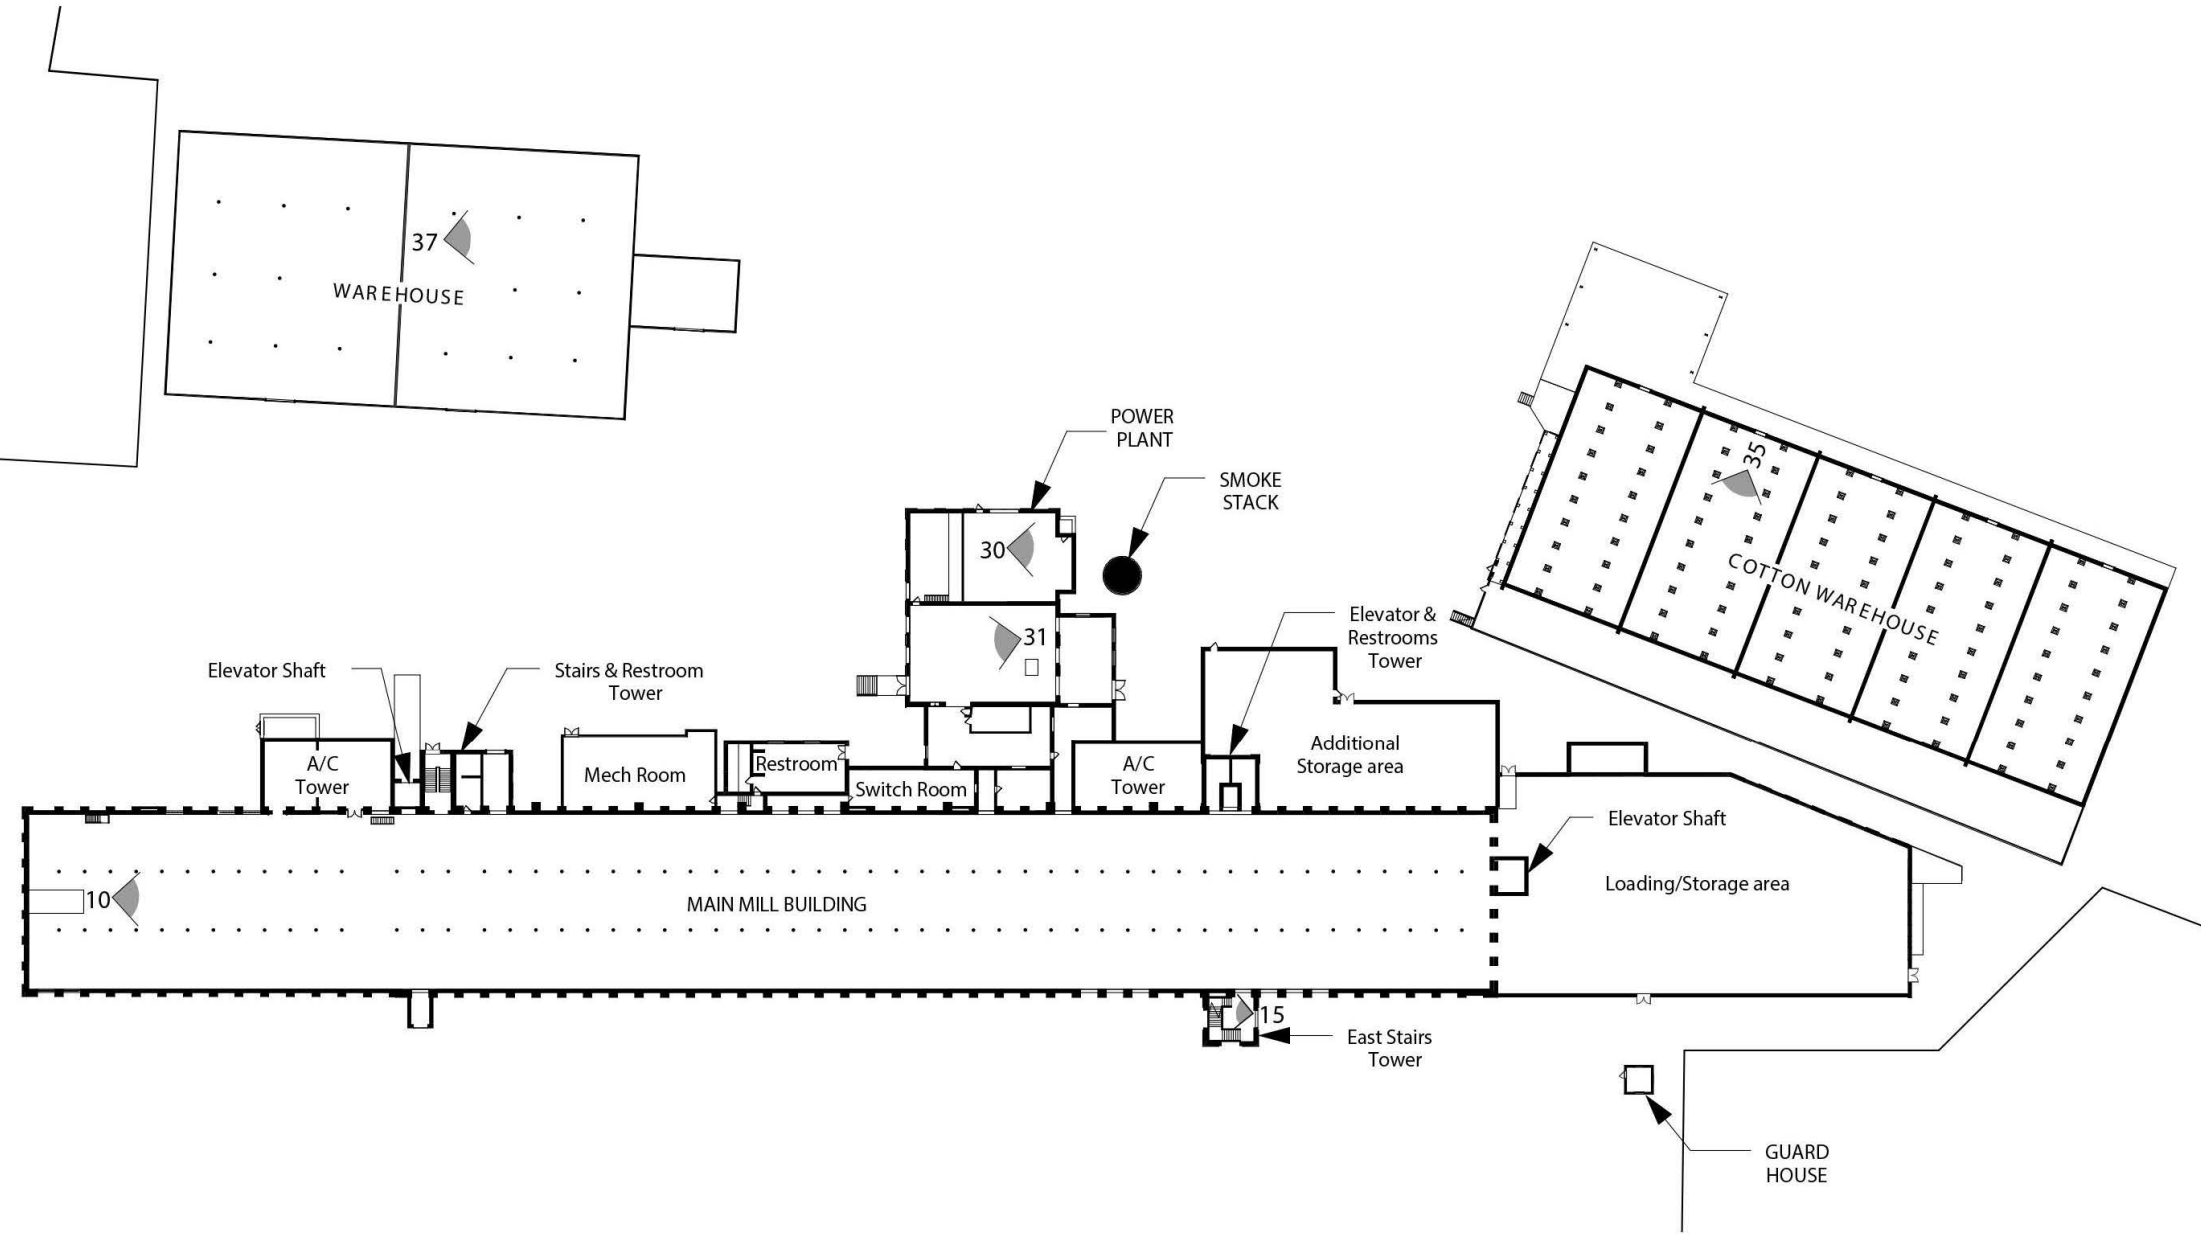 37
WAREHOUSE
POWER
PLANT
SMOKE
STACK
35
COTTON WAREHOUSE
30
31
Elevator &
Restrooms
Tower
Elevator Shaft
Stairs & Restroom
Tower
A/C
Tower
Mech Room
Restroom
Switch Room
A/C
Tower
Additional
Storage area
Elevator Shaft
Loading/Storage area
10
MAIN MILL BUILDING
15
East Stairs
Tower
GUARD
HOUSE